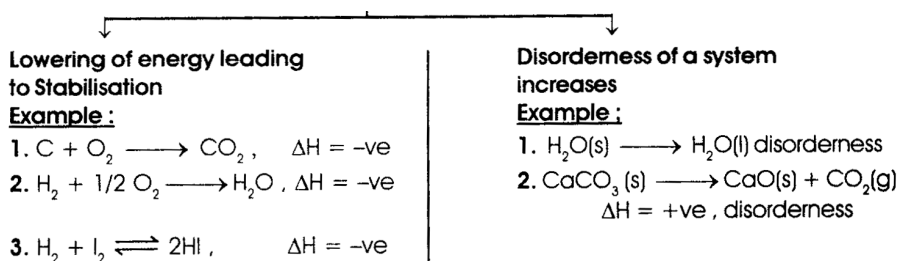 Lowering of energy leading
to Stabilisation
Example :
1. C + O₂ ⟶ CO₂ , ΔH = –ve
2. H₂ + 1/2 O₂ ⟶ H₂O , ΔH = –ve
3. H₂ + I₂ ⇌ 2HI , ΔH = –ve
Disorderness of a system
increases
Example ;
1. H₂O(s) ⟶ H₂O(l) disorderness
2. CaCO₃ (s) ⟶ CaO(s) + CO₂(g)
ΔH = +ve , disorderness